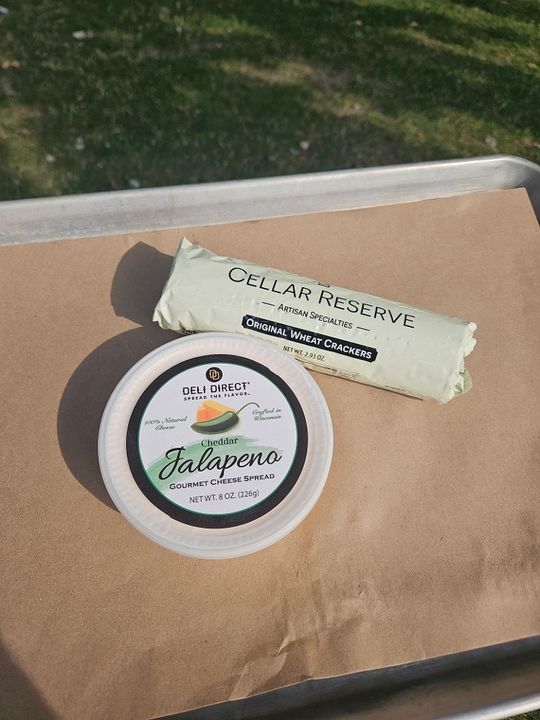 CELLAR RESERVE
ARTISAN SPECIALTIES
ORIGINAL WHEAT CRACKERS
NET WT. 2.93 OZ.
DELI DIRECT®
SPREAD THE FLAVOR™
100% Natural
Cheese
Crafted in
Wisconsin
Cheddar
Jalapeno
GOURMET CHEESE SPREAD
NET WT. 8 OZ. (226g)